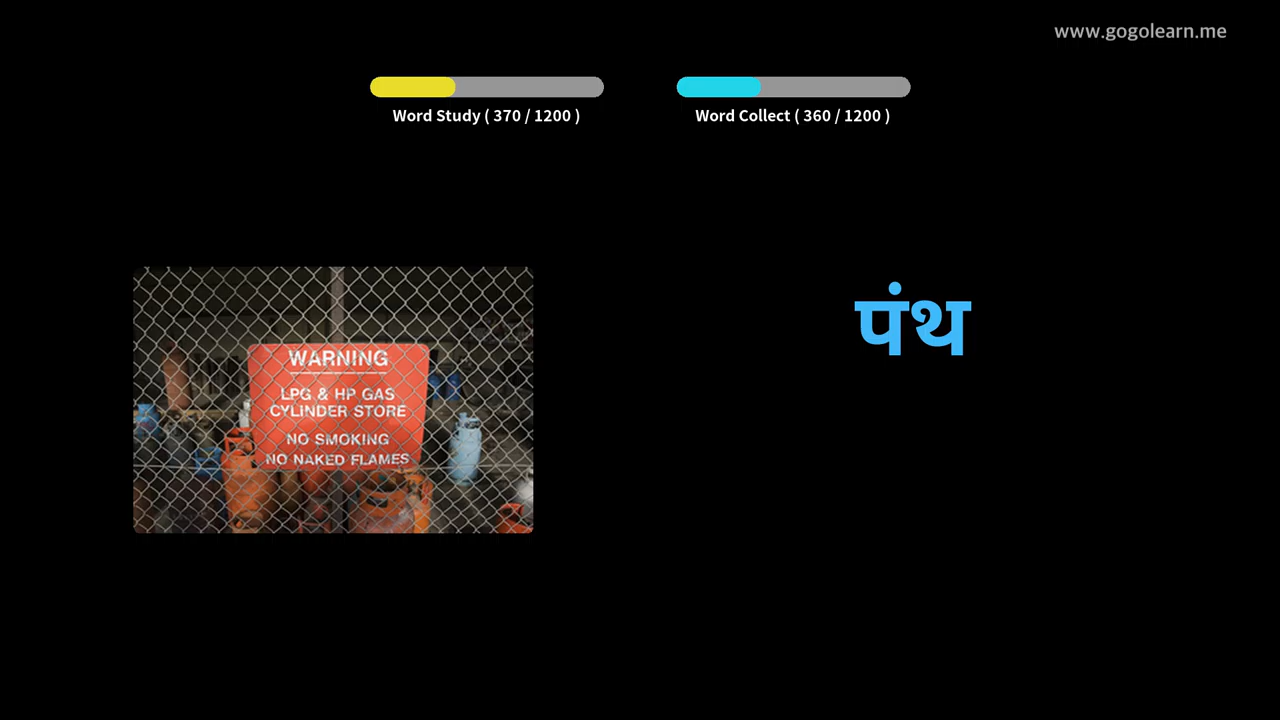 www.gogolearn.me
Word Study ( 370 / 1200 )
Word Collect ( 360 / 1200 )
WARNING
LPG & HP GAS
CYLINDER STORE
NO SMOKING
NO NAKED FLAMES
पंथ